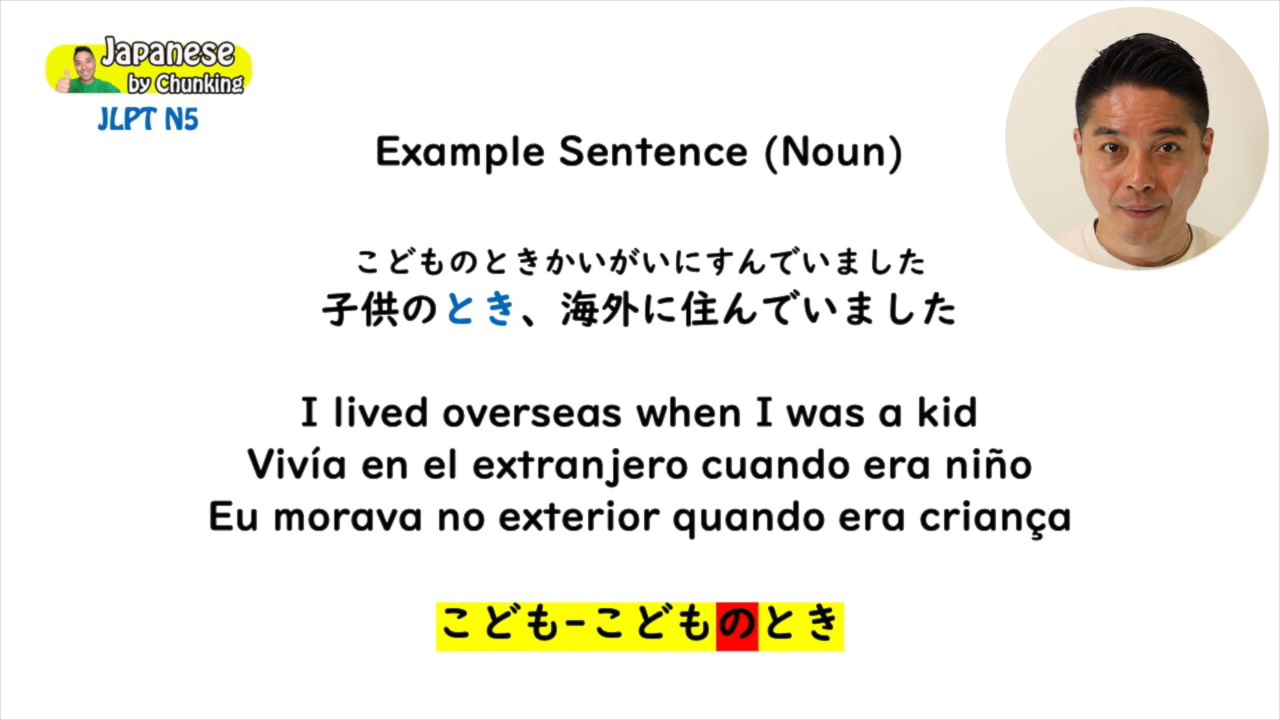 Japanese
by Chunking
JLPT N5
Example Sentence (Noun)
こどものときかいがいにすんでいました
子供のとき、海外に住んでいました
I lived overseas when I was a kid
Vivía en el extranjero cuando era niño
Eu morava no exterior quando era criança
こども-こどものとき